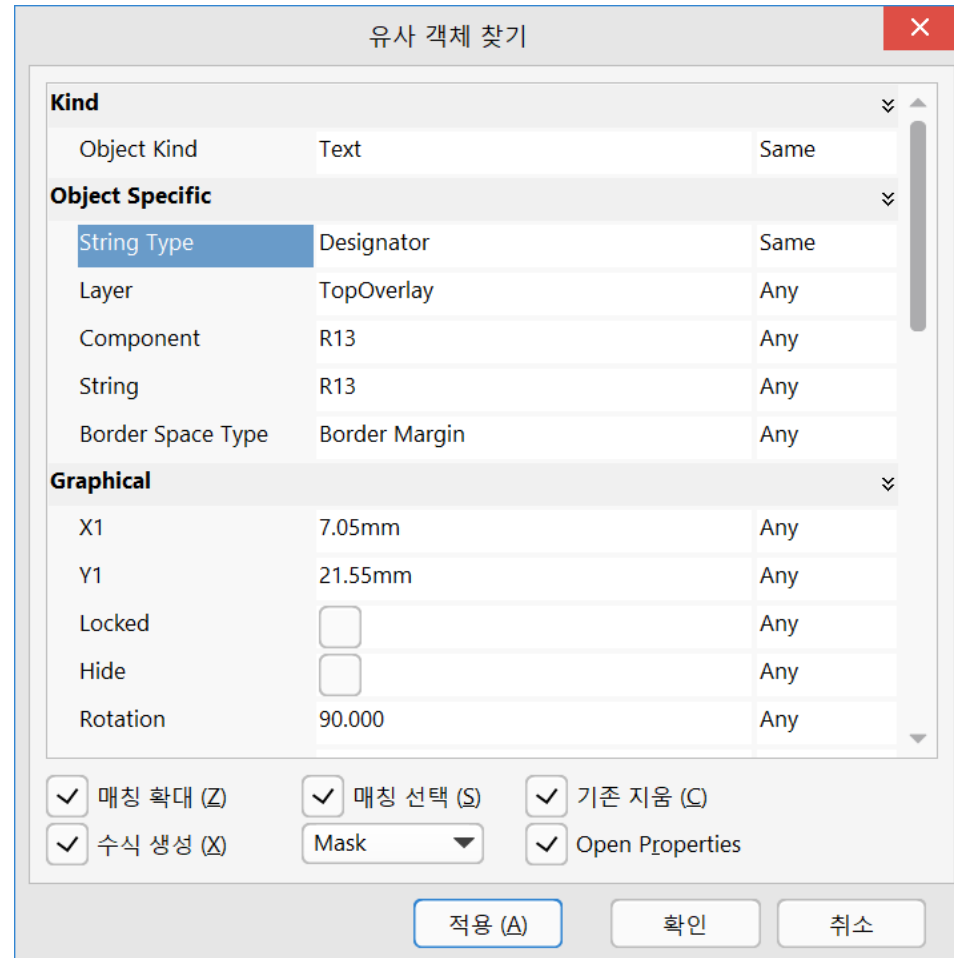 유사 객체 찾기
Kind
Object Kind Text Same
Object Specific
String Type Designator Same
Layer TopOverlay Any
Component R13 Any
String R13 Any
Border Space Type Border Margin Any
Graphical
X1 7.05mm Any
Y1 21.55mm Any
Locked Any
Hide Any
Rotation 90.000 Any
매칭 확대 (Z) 매칭 선택 (S) 기존 지움 (C)
수식 생성 (X) Mask Open Properties
적용 (A) 확인 취소